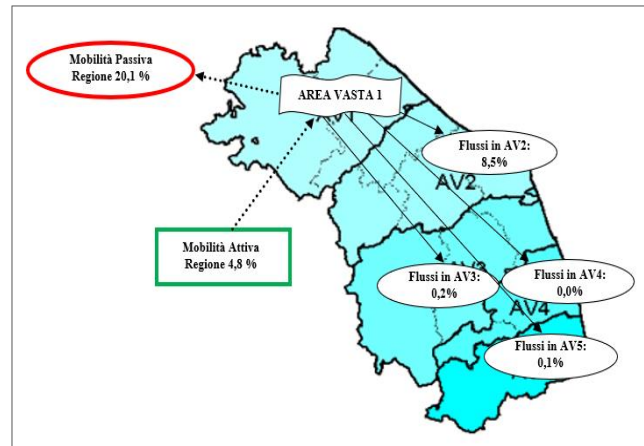 Mobilità Passiva
Regione 20,1 %
AREA VASTA 1
Flussi in AV2:
8,5%
AV2
Mobilità Attiva
Regione 4,8 %
Flussi in AV3:
0,2%
Flussi in AV4:
0,0%
AV4
Flussi in AV5:
0,1%